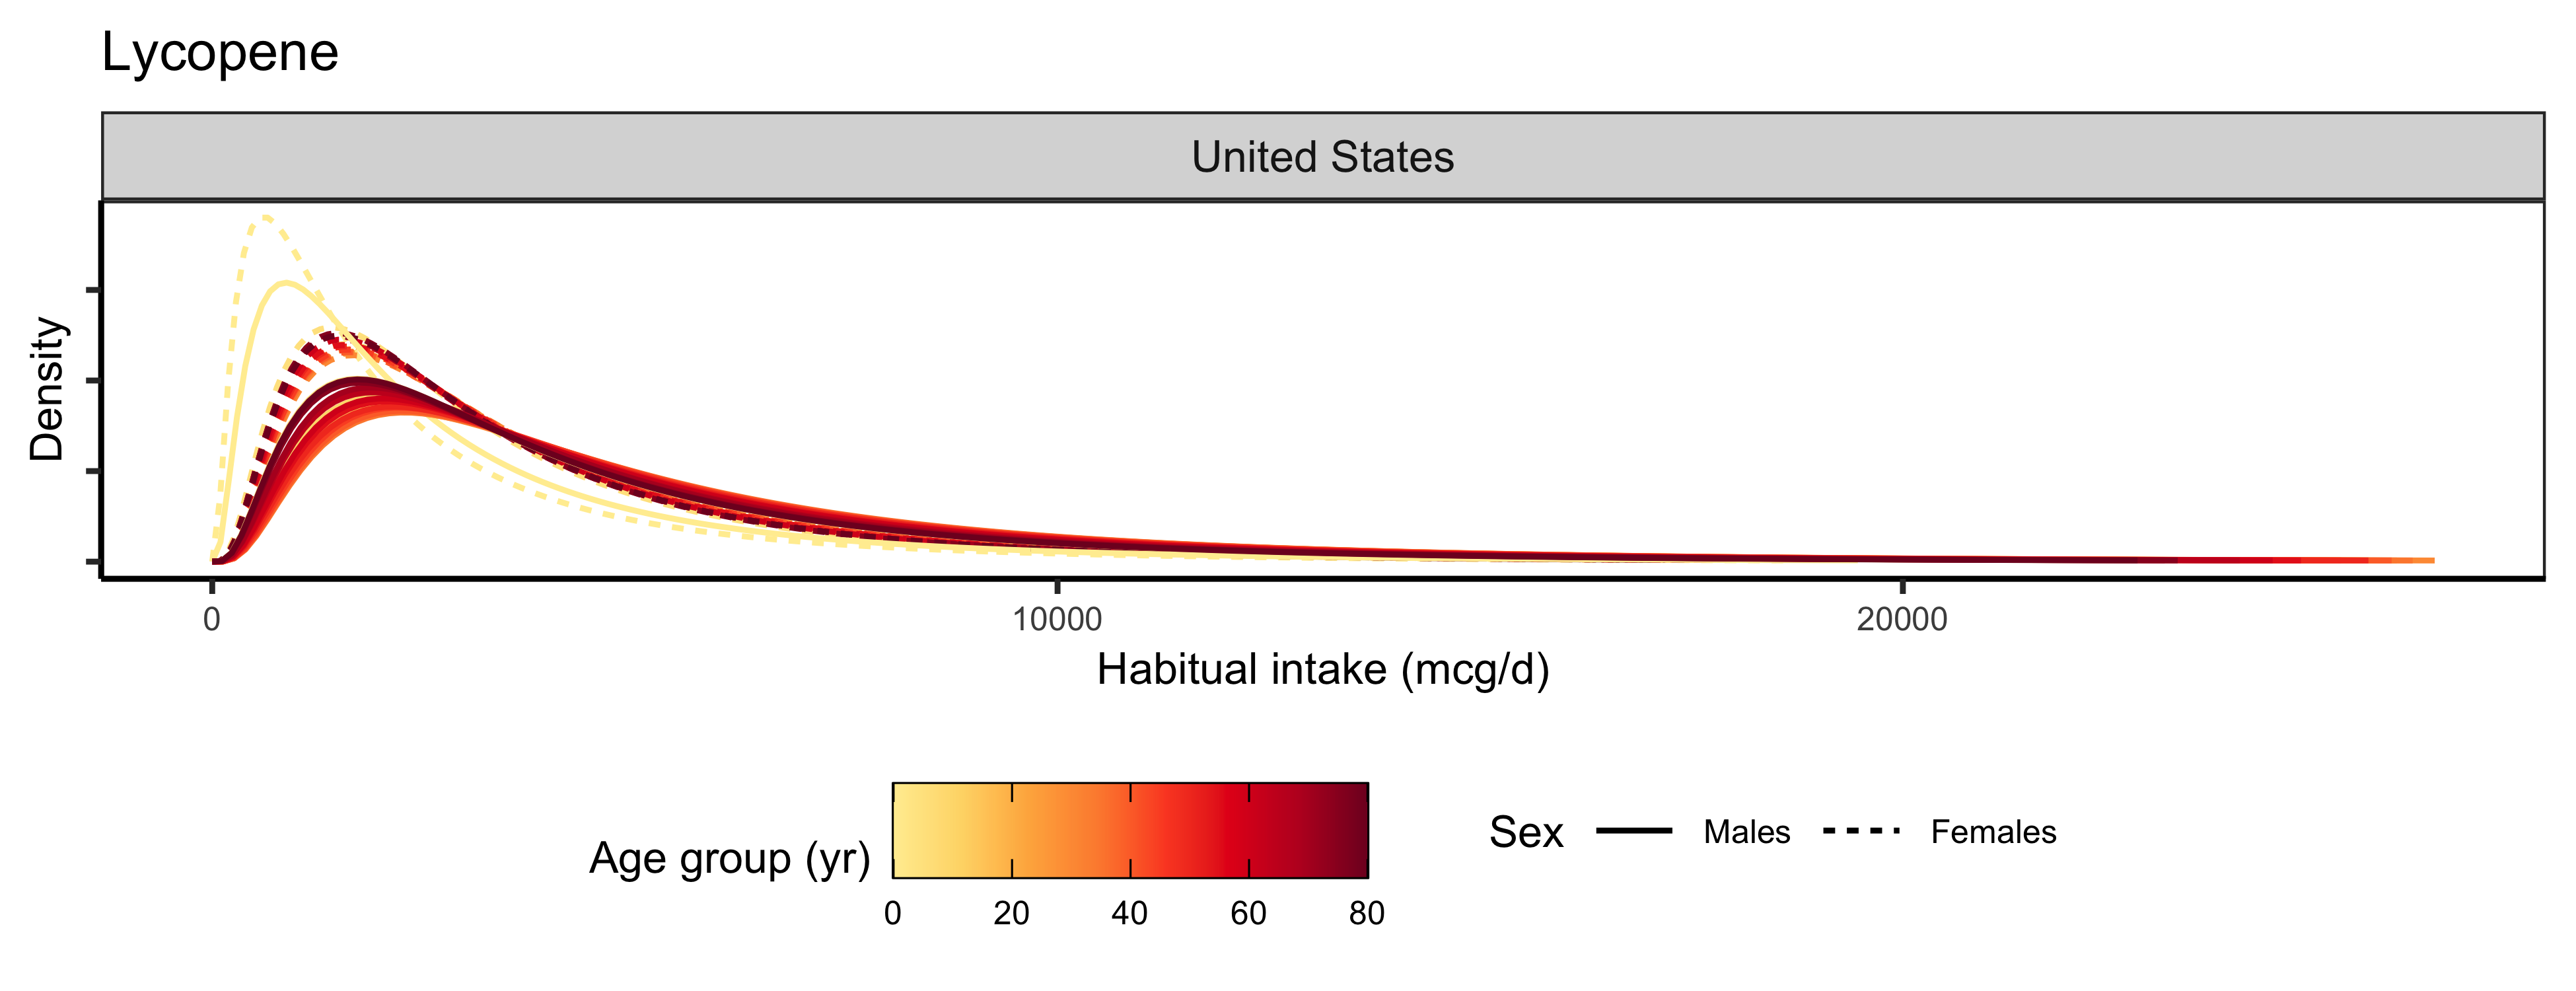 Lycopene
United States
Density
0 10000 20000
Habitual intake (mcg/d)
Age group (yr)
0 20 40 60 80
Sex Males Females